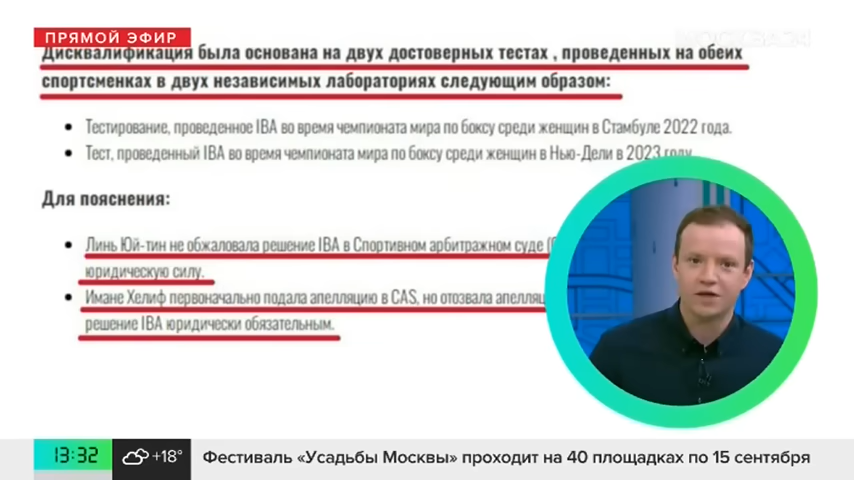 ПРЯМОЙ ЭФИР
МОСКВА 24
Дисквалификация была основана на двух достоверных тестах , проведенных на обеих
спортсменках в двух независимых лабораториях следующим образом:
Тестирование, проведенное IBA во время чемпионата мира по боксу среди женщин в Стамбуле 2022 года.
Тест, проведенный IBA во время чемпионата мира по боксу среди женщин в Нью-Дели в 2023 году
Для пояснения:
Линь Юй-тин не обжаловала решение IBA в Спортивном арбитражном суде
юридическую силу.
Имане Хелиф первоначально подала апелляцию в CAS, но отозвала
решение IBA юридически обязательным.
13:32
+18°
Фестиваль «Усадьбы Москвы» проходит на 40 площадках по 15 сентября